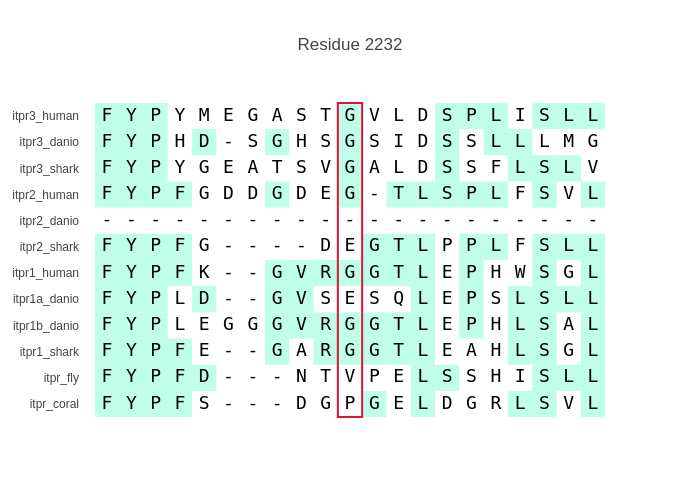 Residue 2232
itpr3_human F Y P Y M E G A S T G V L D S P L I S L L
itpr3_danio F Y P H D - S G H S G S I D S S L L L M G
itpr3_shark F Y P Y G E A T S V G A L D S S F L S L V
itpr2_human F Y P F G D D G D E G - T L S P L F S V L
itpr2_danio - - - - - - - - - - - - - - - - - - - - -
itpr2_shark F Y P F G - - - - D E G T L P P L F S L L
itpr1_human F Y P F K - - G V R G G T L E P H W S G L
itpr1a_danio F Y P L D - - G V S E S Q L E P S L S L L
itpr1b_danio F Y P L E G G G V R G G T L E P H L S A L
itpr1_shark F Y P F E - - G A R G G T L E A H L S G L
itpr_fly F Y P F D - - - N T V P E L S S H I S L L
itpr_coral F Y P F S - - - D G P G E L D G R L S V L